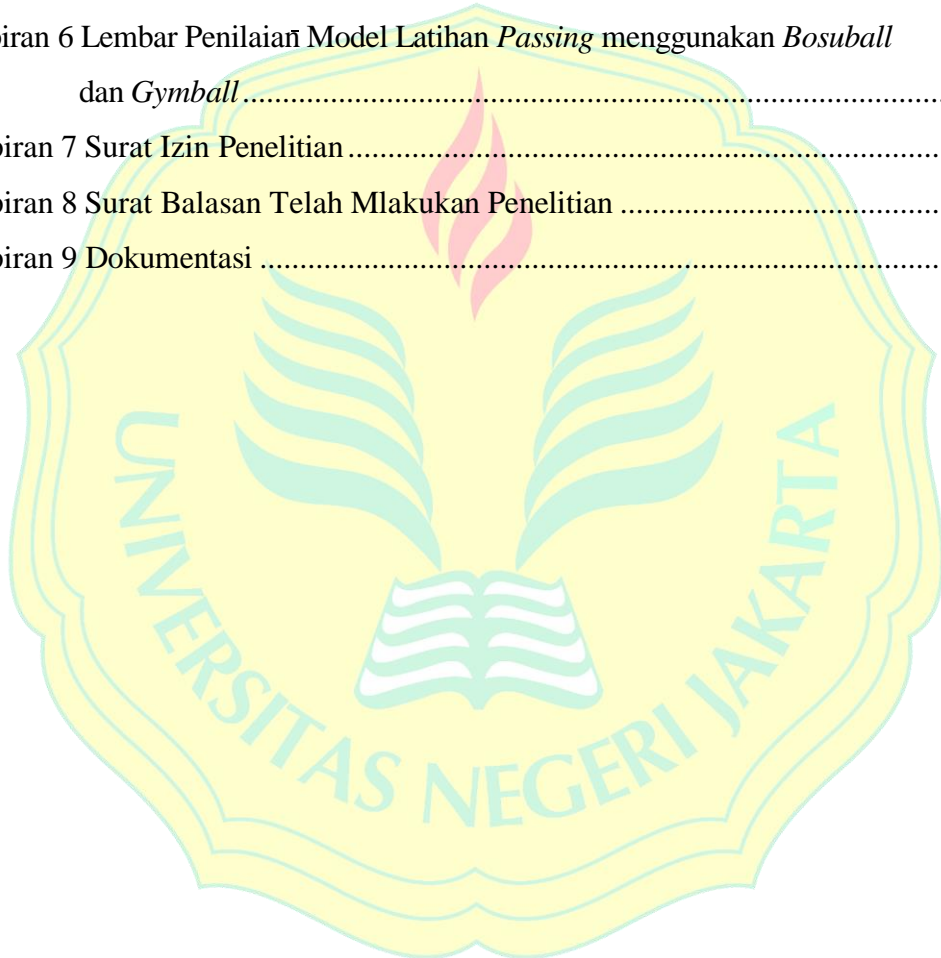 piran 6 Lembar Penilaian Model Latihan Passing menggunakan Bosuball
dan Gymball....................................................................................
piran 7 Surat Izin Penelitian.........................................................................
piran 8 Surat Balasan Telah Mlakukan Penelitian ........................................
piran 9 Dokumentasi ...................................................................................
UNIVERSITAS NEGERI JAKARTA